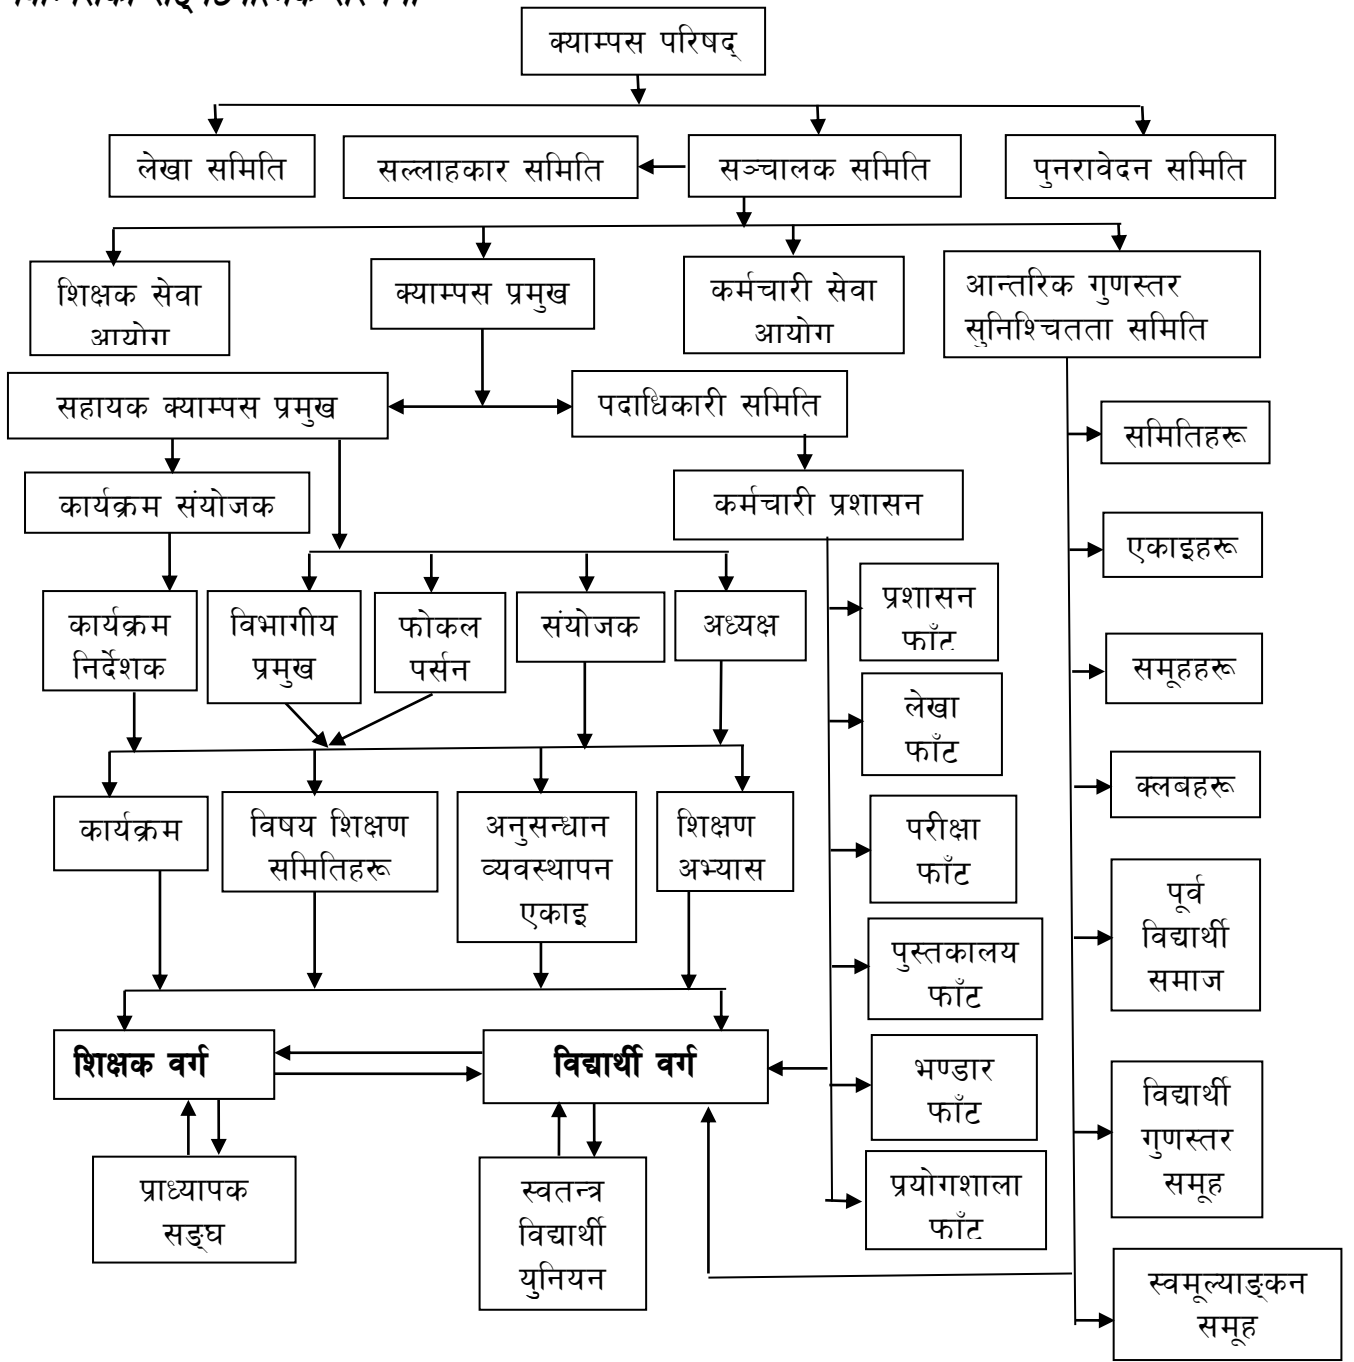 क्याम्पस परिषद्
लेखा समिति
सल्लाहकार समिति
सञ्चालक समिति
पुनरावेदन समिति
शिक्षक सेवा
आयोग
क्याम्पस प्रमुख
कर्मचारी सेवा
आयोग
आन्तरिक गुणस्तर
सुनिश्चितता समिति
सहायक क्याम्पस प्रमुख
पदाधिकारी समिति
समितिहरू
कार्यक्रम संयोजक
कर्मचारी प्रशासन
एकाइहरू
कार्यक्रम
निर्देशक
विभागीय
प्रमुख
फोकल
पर्सन
संयोजक
अध्यक्ष
प्रशासन
फाँट
समूहहरू
लेखा
फाँट
क्लबहरू
कार्यक्रम
विषय शिक्षण
समितिहरू
अनुसन्धान
व्यवस्थापन
एकाइ
शिक्षण
अभ्यास
परीक्षा
फाँट
पूर्व
विद्यार्थी
समाज
पुस्तकालय
फाँट
शिक्षक वर्ग
विद्यार्थी वर्ग
भण्डार
फाँट
विद्यार्थी
गुणस्तर
समूह
प्राध्यापक
सङ्घ
स्वतन्त्र
विद्यार्थी
युनियन
प्रयोगशाला
फाँट
स्वमूल्याङ्कन
समूह